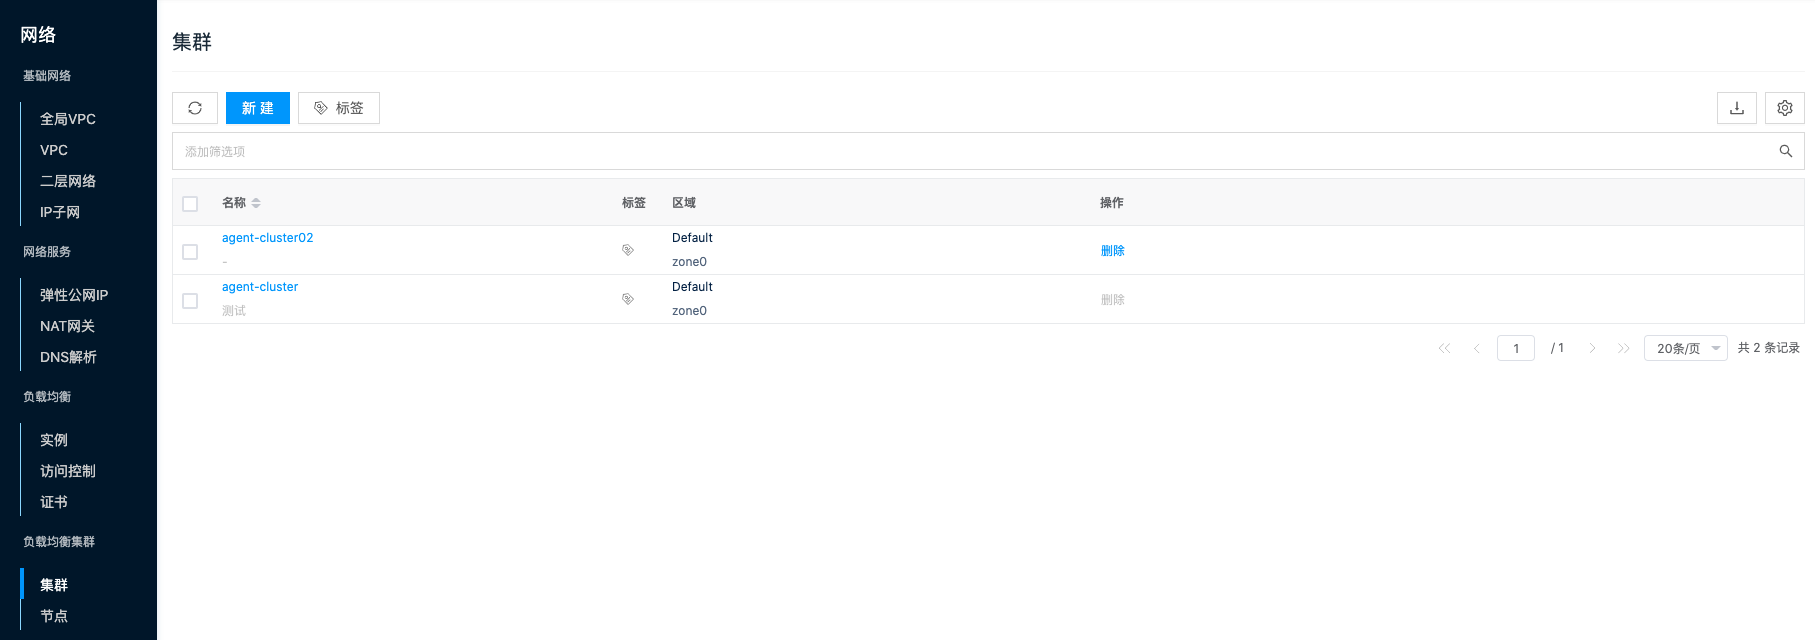 网络
基础网络
全局VPC
VPC
二层网络
IP子网
网络服务
弹性公网IP
NAT网关
DNS解析
负载均衡
实例
访问控制
证书
负载均衡集群
集群
节点
集群
新建 标签
添加筛选项
名称 标签 区域 操作
agent-cluster02 Default 删除
- zone0
agent-cluster Default 删除
测试 zone0
1 / 1 20条/页 共 2 条记录